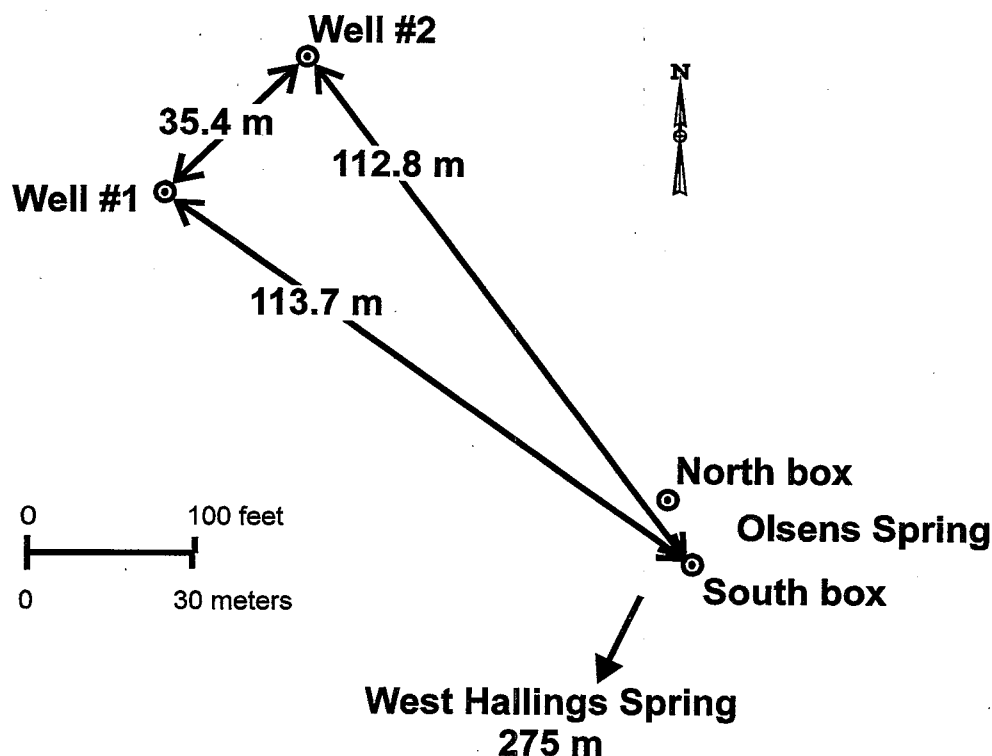 Well #2
N
35.4 m
112.8 m
Well #1
113.7 m
North box
0 100 feet
Olsens Spring
0 30 meters
South box
West Hallings Spring
275 m